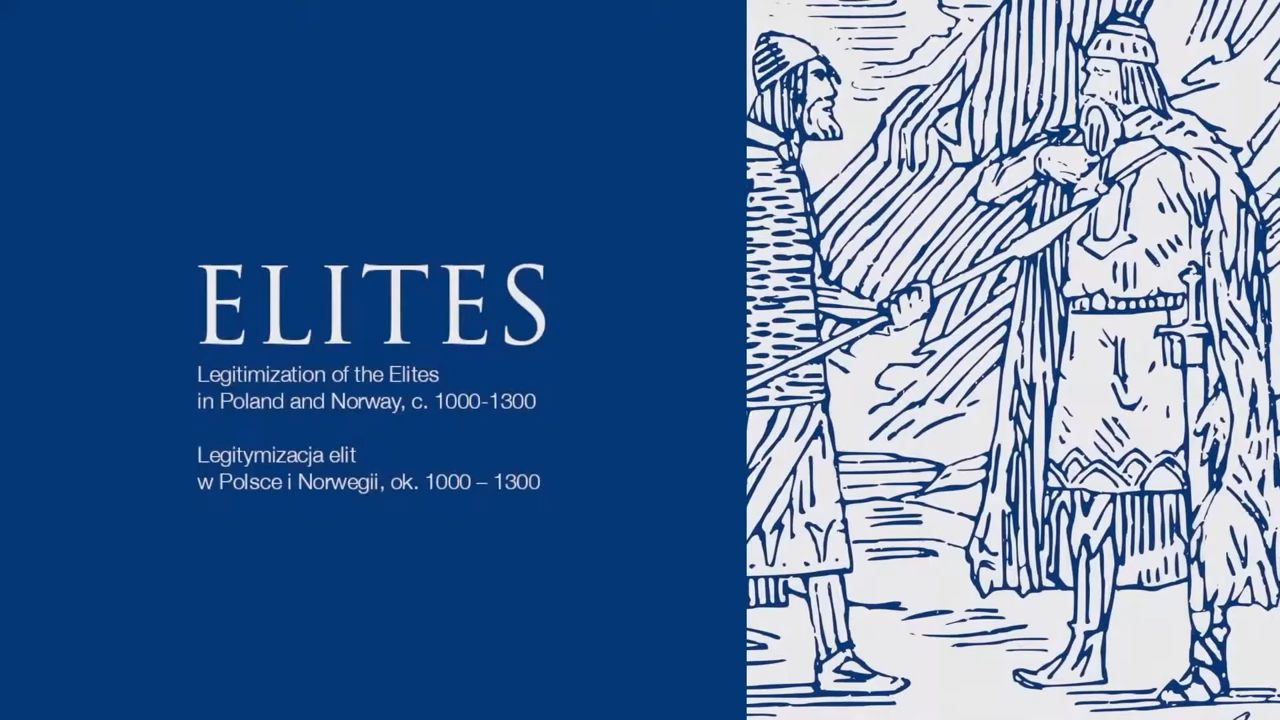 ELITES
Legitimization of the Elites
in Poland and Norway, c. 1000-1300
Legitymizacja elit
w Polsce i Norwegii, ok. 1000 – 1300